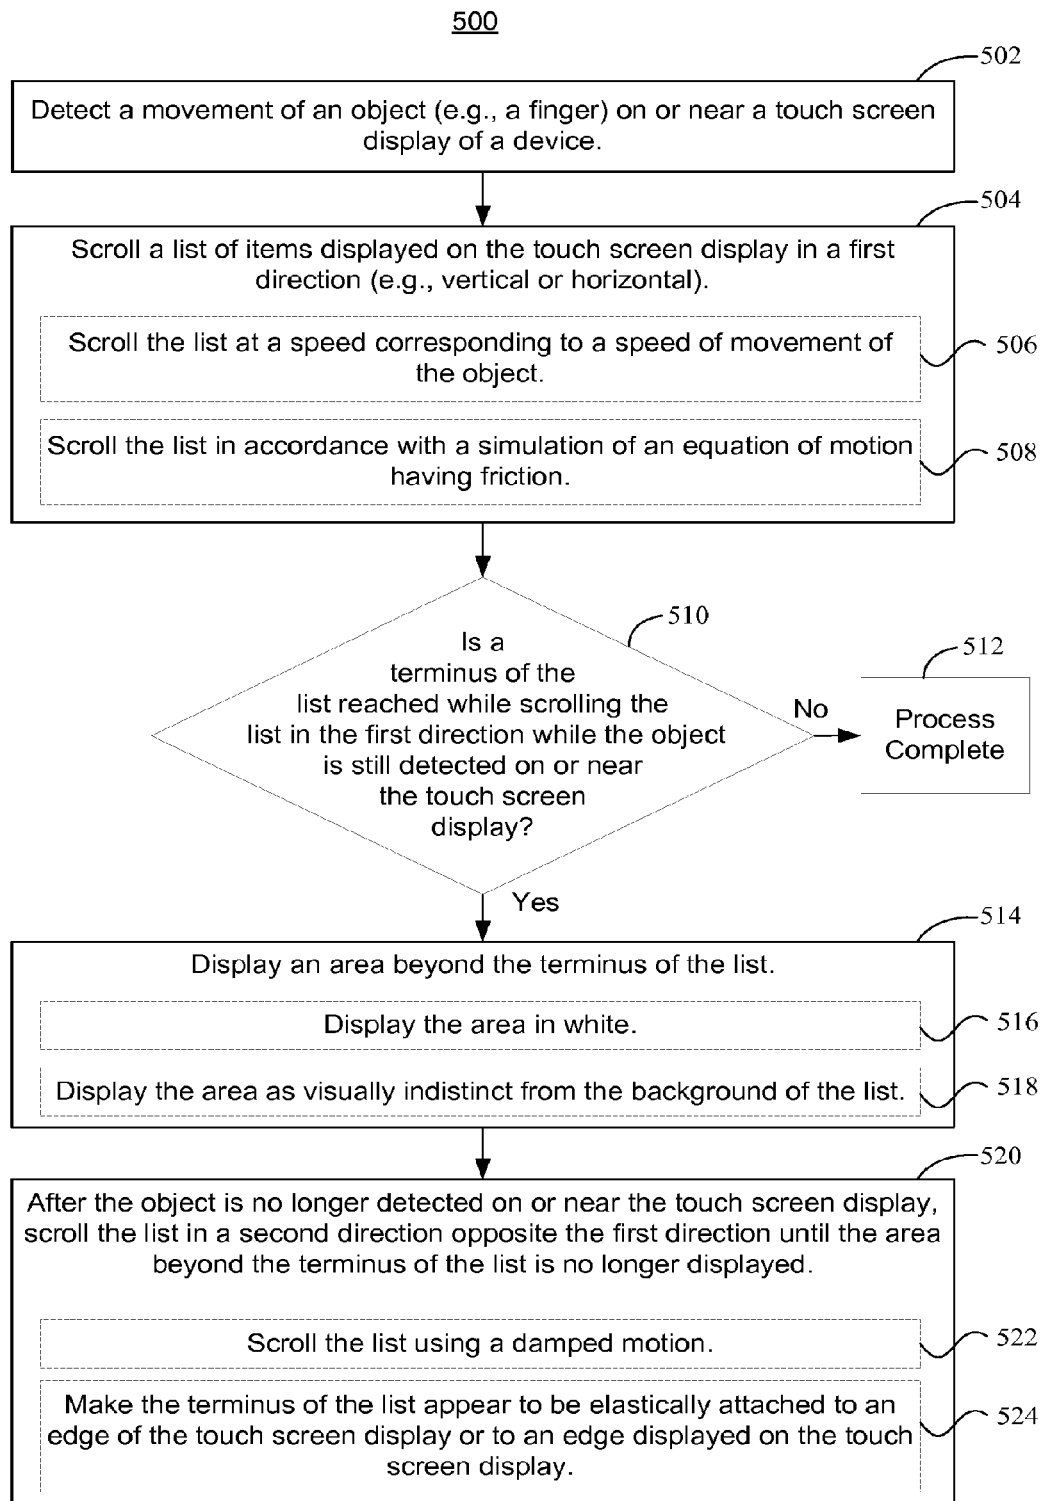 500
502
Detect a movement of an object (e.g., a finger) on or near a touch screen
display of a device.
504
Scroll a list of items displayed on the touch screen display in a first
direction (e.g., vertical or horizontal).
Scroll the list at a speed corresponding to a speed of movement of
the object.
506
Scroll the list in accordance with a simulation of an equation of motion
having friction.
508
510
Is a
terminus of the
list reached while scrolling the
list in the first direction while the object
is still detected on or near
the touch screen
display?
No
512
Process
Complete
Yes
514
Display an area beyond the terminus of the list.
Display the area in white.
516
Display the area as visually indistinct from the background of the list.
518
520
After the object is no longer detected on or near the touch screen display,
scroll the list in a second direction opposite the first direction until the area
beyond the terminus of the list is no longer displayed.
Scroll the list using a damped motion.
522
Make the terminus of the list appear to be elastically attached to an
edge of the touch screen display or to an edge displayed on the touch
screen display.
524